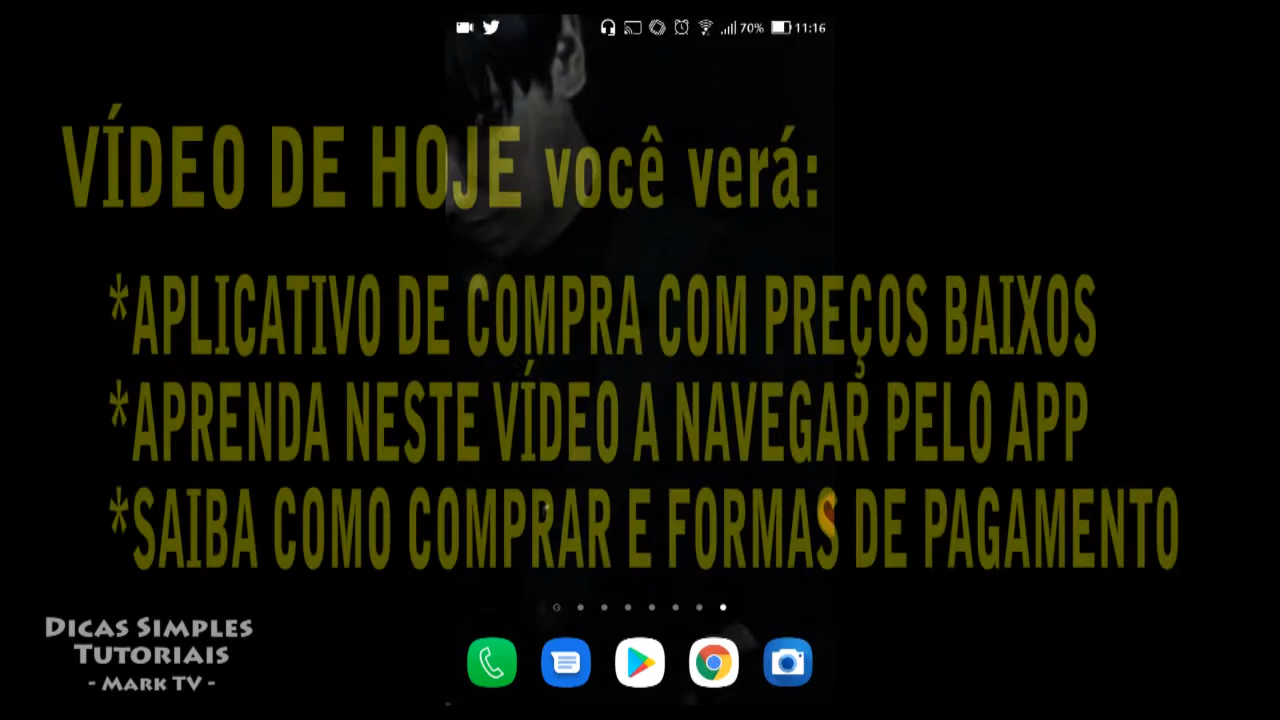 70% 11:16
VÍDEO DE HOJE você verá:
*APLICATIVO DE COMPRA COM PREÇOS BAIXOS
*APRENDA NESTE VÍDEO A NAVEGAR PELO APP
*SAIBA COMO COMPRAR E FORMAS DE PAGAMENTO
DICAS SIMPLES
TUTORIAIS
- MARK TV -